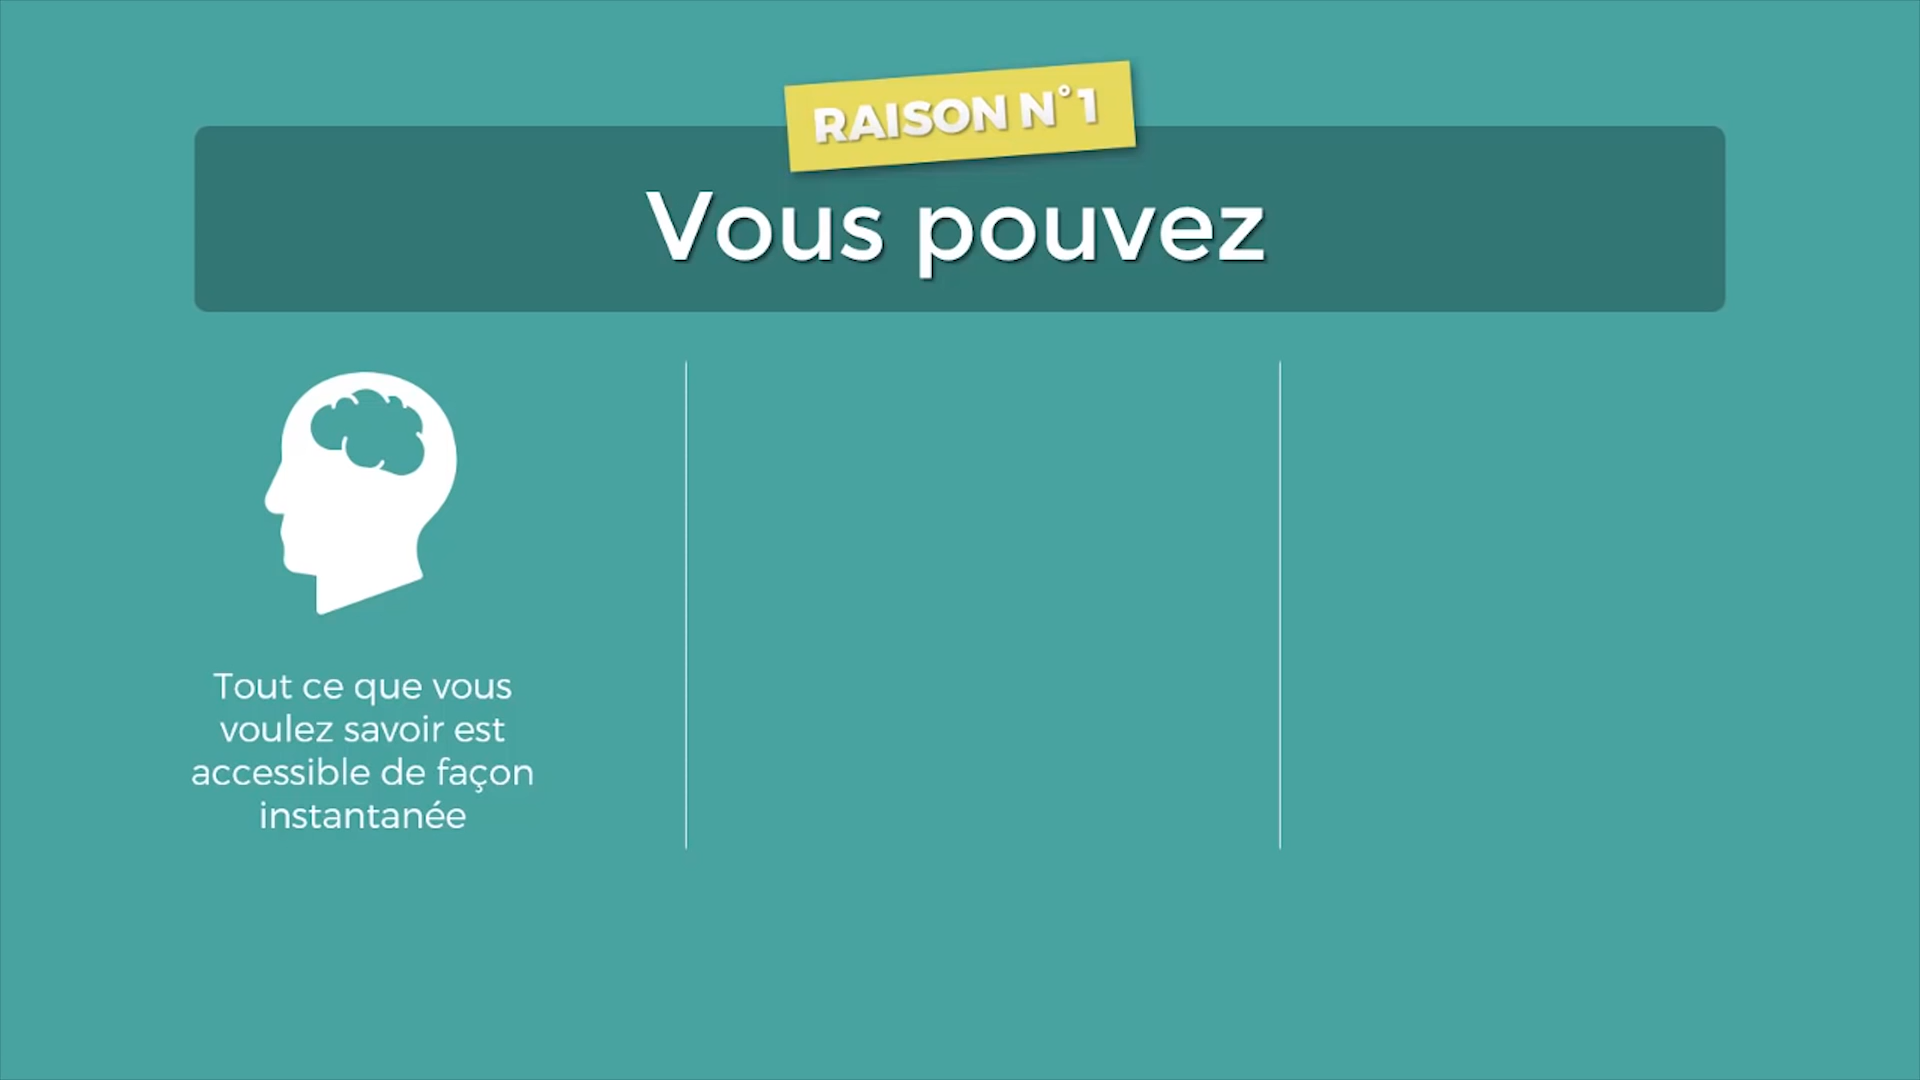 RAISON N°1
Vous pouvez
Tout ce que vous
voulez savoir est
accessible de façon
instantanée